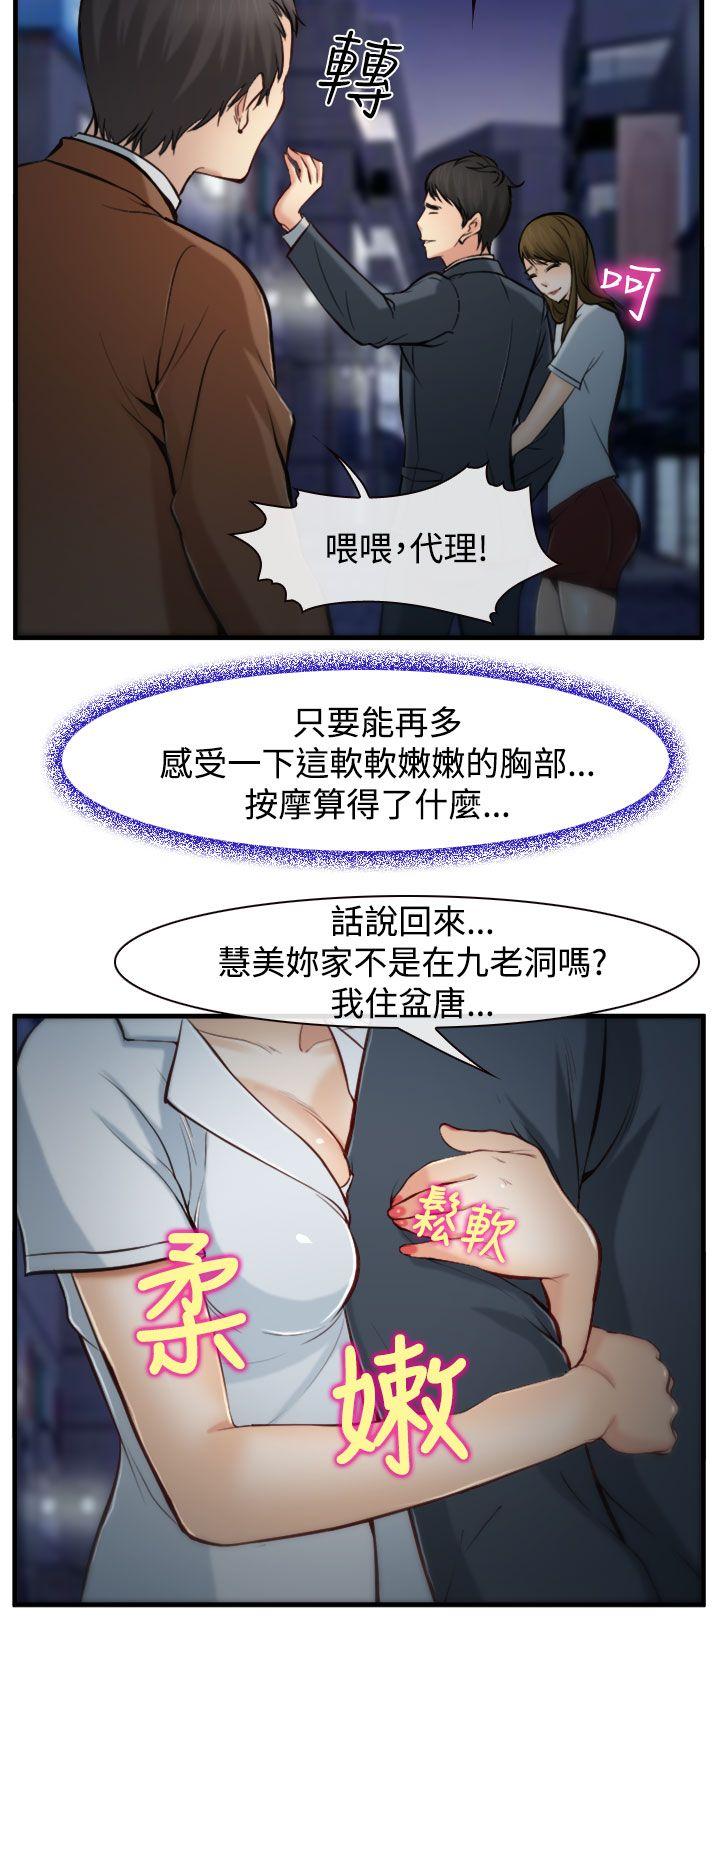 轉
呵
喂喂，代理!
只要能再多
感受一下這軟軟嫩嫩的胸部...
按摩算得了什麼...
話說回來...
慧美妳家不是在九老洞嗎?
我住盆唐...
鬆軟
柔
嫩